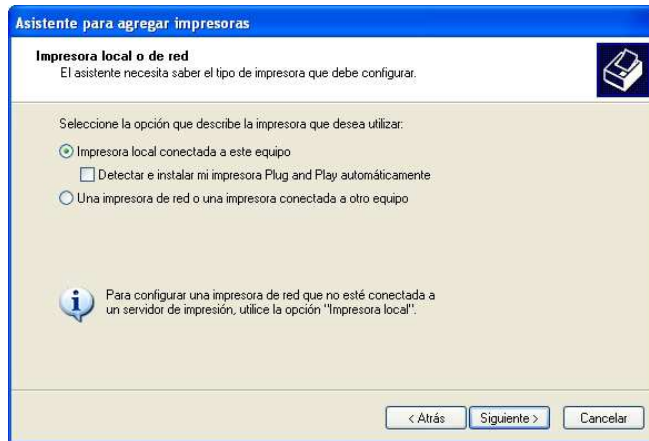 Asistente para agregar impresoras
Impresora local o de red
El asistente necesita saber el tipo de impresora que debe configurar.
Seleccione la opción que describe la impresora que desea utilizar:
Impresora local conectada a este equipo
Detectar e instalar mi impresora Plug and Play automáticamente
Una impresora de red o una impresora conectada a otro equipo
Para configurar una impresora de red que no esté conectada a
un servidor de impresión, utilice la opción "Impresora local".
< Atrás Siguiente > Cancelar